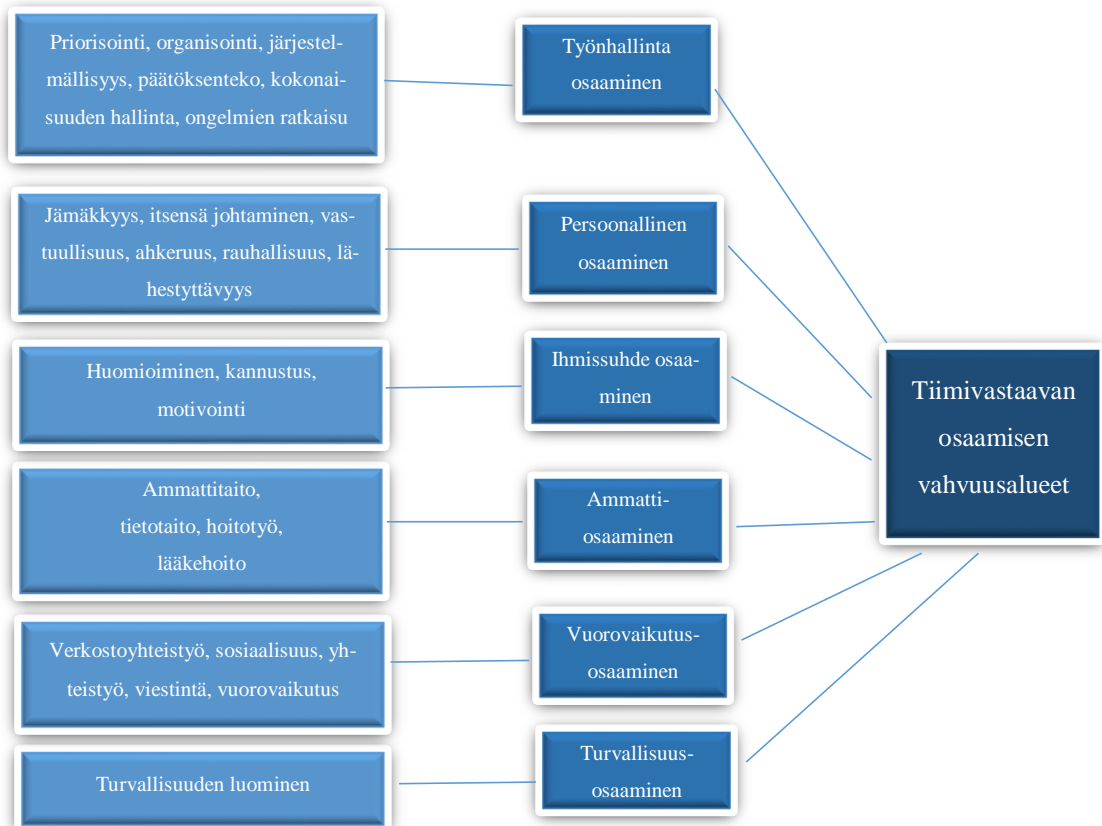 Priorisointi, organisointi, järjestel-
mällisyys, päätöksenteko, kokonai-
suuden hallinta, ongelmien ratkaisu
Työnhallinta
osaaminen
Jämäkkyys, itsensä johtaminen, vas-
tuullisuus, ahkeruus, rauhallisuus, lä-
hestyttävyys
Persoonallinen
osaaminen
Huomioiminen, kannustus,
motivointi
Ihmissuhde osaa-
minen
Tiimivastaavan
osaamisen
vahvuusalueet
Ammattitaito,
tietotaito, hoitotyö,
lääkehoito
Ammatti-
osaaminen
Verkostoyhteistyö, sosiaalisuus, yh-
teistyö, viestintä, vuorovaikutus
Vuorovaikutus-
osaaminen
Turvallisuuden luominen
Turvallisuus-
osaaminen